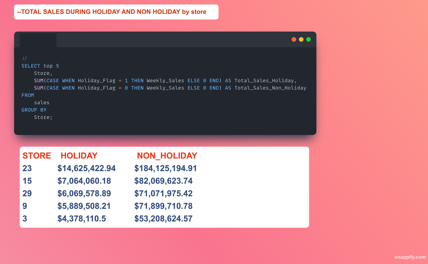 --TOTAL SALES DURING HOLIDAY AND NON HOLIDAY by store
//
SELECT top 5
Store,
SUM(CASE WHEN Holiday_Flag = 1 THEN Weekly_Sales ELSE 0 END) AS Total_Sales_Holiday,
SUM(CASE WHEN Holiday_Flag = 0 THEN Weekly_Sales ELSE 0 END) AS Total_Sales_Non_Holiday
FROM
sales
GROUP BY
Store;
STORE HOLIDAY NON_HOLIDAY
23 $14,625,422.94 $184,125,194.91
15 $7,064,060.18 $82,069,623.74
29 $6,069,578.89 $71,071,975.42
9 $5,889,508.21 $71,899,710.78
3 $4,378,110.5 $53,208,624.57
snappify.com